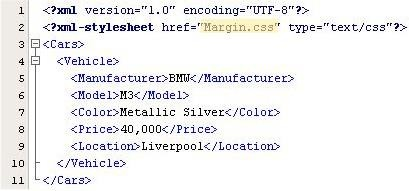 1 <?xml version="1.0" encoding="UTF-8"?>
2 <?xml-stylesheet href="Margin.css" type="text/css"?>
3 <Cars>
4 <Vehicle>
5 <Manufacturer>BMW</Manufacturer>
6 <Model>M3</Model>
7 <Color>Metallic Silver</Color>
8 <Price>40,000</Price>
9 <Location>Liverpool</Location>
10 </Vehicle>
11 </Cars>